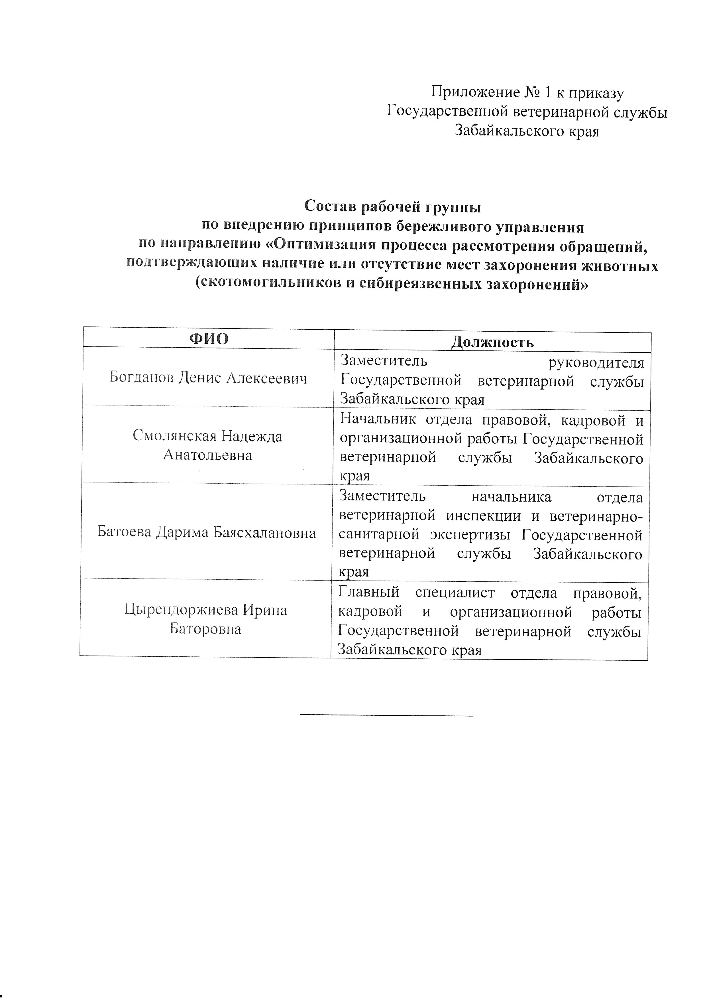 Приложение № 1 к приказу
Государственной ветеринарной службы
Забайкальского края
Состав рабочей группы
по внедрению принципов бережливого управления
по направлению «Оптимизация процесса рассмотрения обращений,
подтверждающих наличие или отсутствие мест захоронения животных
(скотомогильников и сибиреязвенных захоронений»
ФИО
Должность
Богданов Денис Алексеевич
Заместитель руководителя
Государственной ветеринарной службы
Забайкальского края
Смолянская Надежда
Анатольевна
Начальник отдела правовой, кадровой и
организационной работы Государственной
ветеринарной службы Забайкальского
края
Батоева Дарима Баясхалановна
Заместитель начальника отдела
ветеринарной инспекции и ветеринарно-
санитарной экспертизы Государственной
ветеринарной службы Забайкальского
края
Цырендоржиева Ирина
Баторовна
Главный специалист отдела правовой,
кадровой и организационной работы
Государственной ветеринарной службы
Забайкальского края